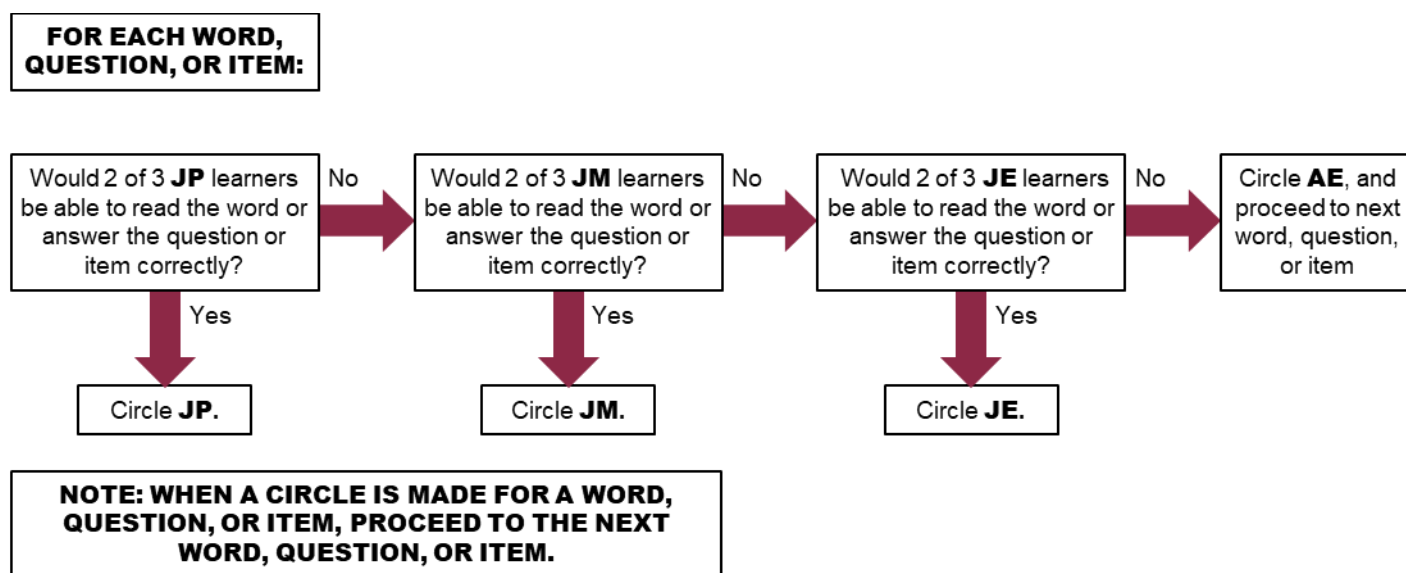 FOR EACH WORD,
QUESTION, OR ITEM:
Would 2 of 3 JP learners
be able to read the word or
answer the question or
item correctly?
No
Would 2 of 3 JM learners
be able to read the word or
answer the question or
item correctly?
No
Would 2 of 3 JE learners
be able to read the word or
answer the question or
item correctly?
No
Circle AE, and
proceed to next
word, question,
or item
Yes
Yes
Yes
Circle JP.
Circle JM.
Circle JE.
NOTE: WHEN A CIRCLE IS MADE FOR A WORD,
QUESTION, OR ITEM, PROCEED TO THE NEXT
WORD, QUESTION, OR ITEM.